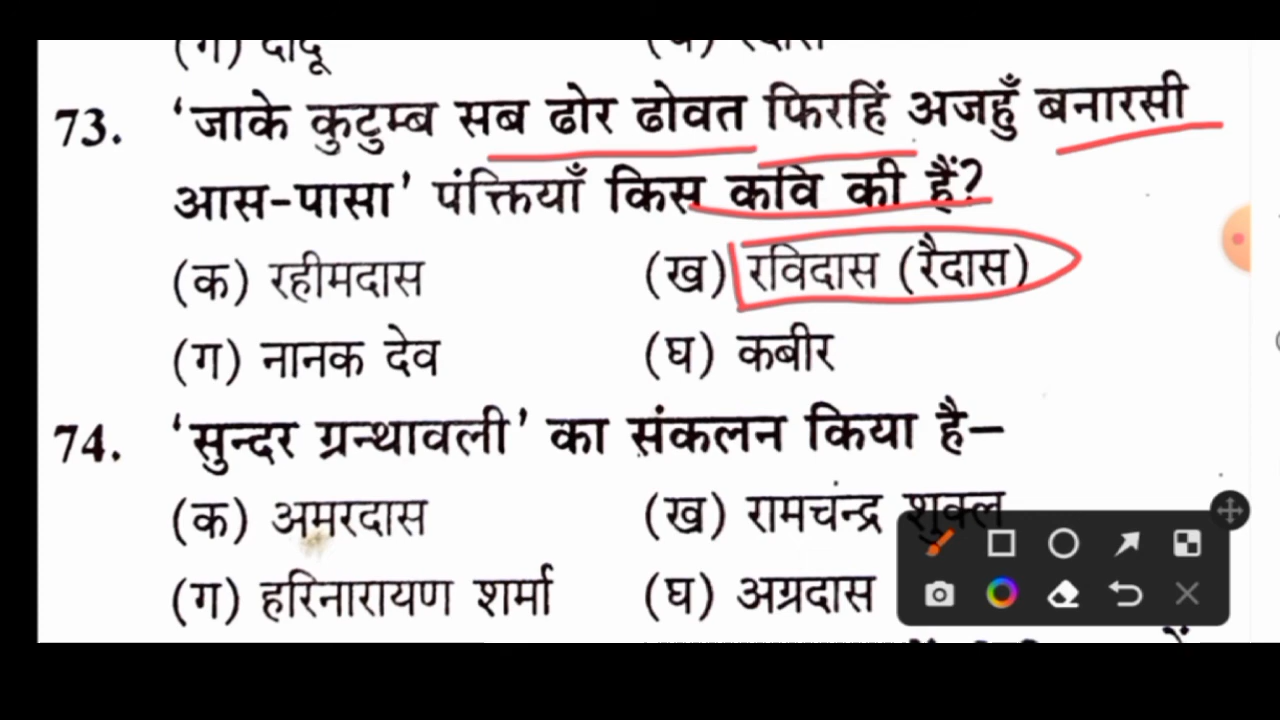 (ग) दादू (घ) रैदास
73. 'जाके कुटुम्ब सब ढोर ढोवत फिरहिं अजहुँ बनारसी
आस-पासा' पंक्तियाँ किस कवि की हैं?
(क) रहीमदास (ख) रविदास (रैदास)
(ग) नानक देव (घ) कबीर
74. 'सुन्दर ग्रन्थावली' का संकलन किया है–
(क) अमरदास (ख) रामचन्द्र शुक्ल
(ग) हरिनारायण शर्मा (घ) अग्रदास